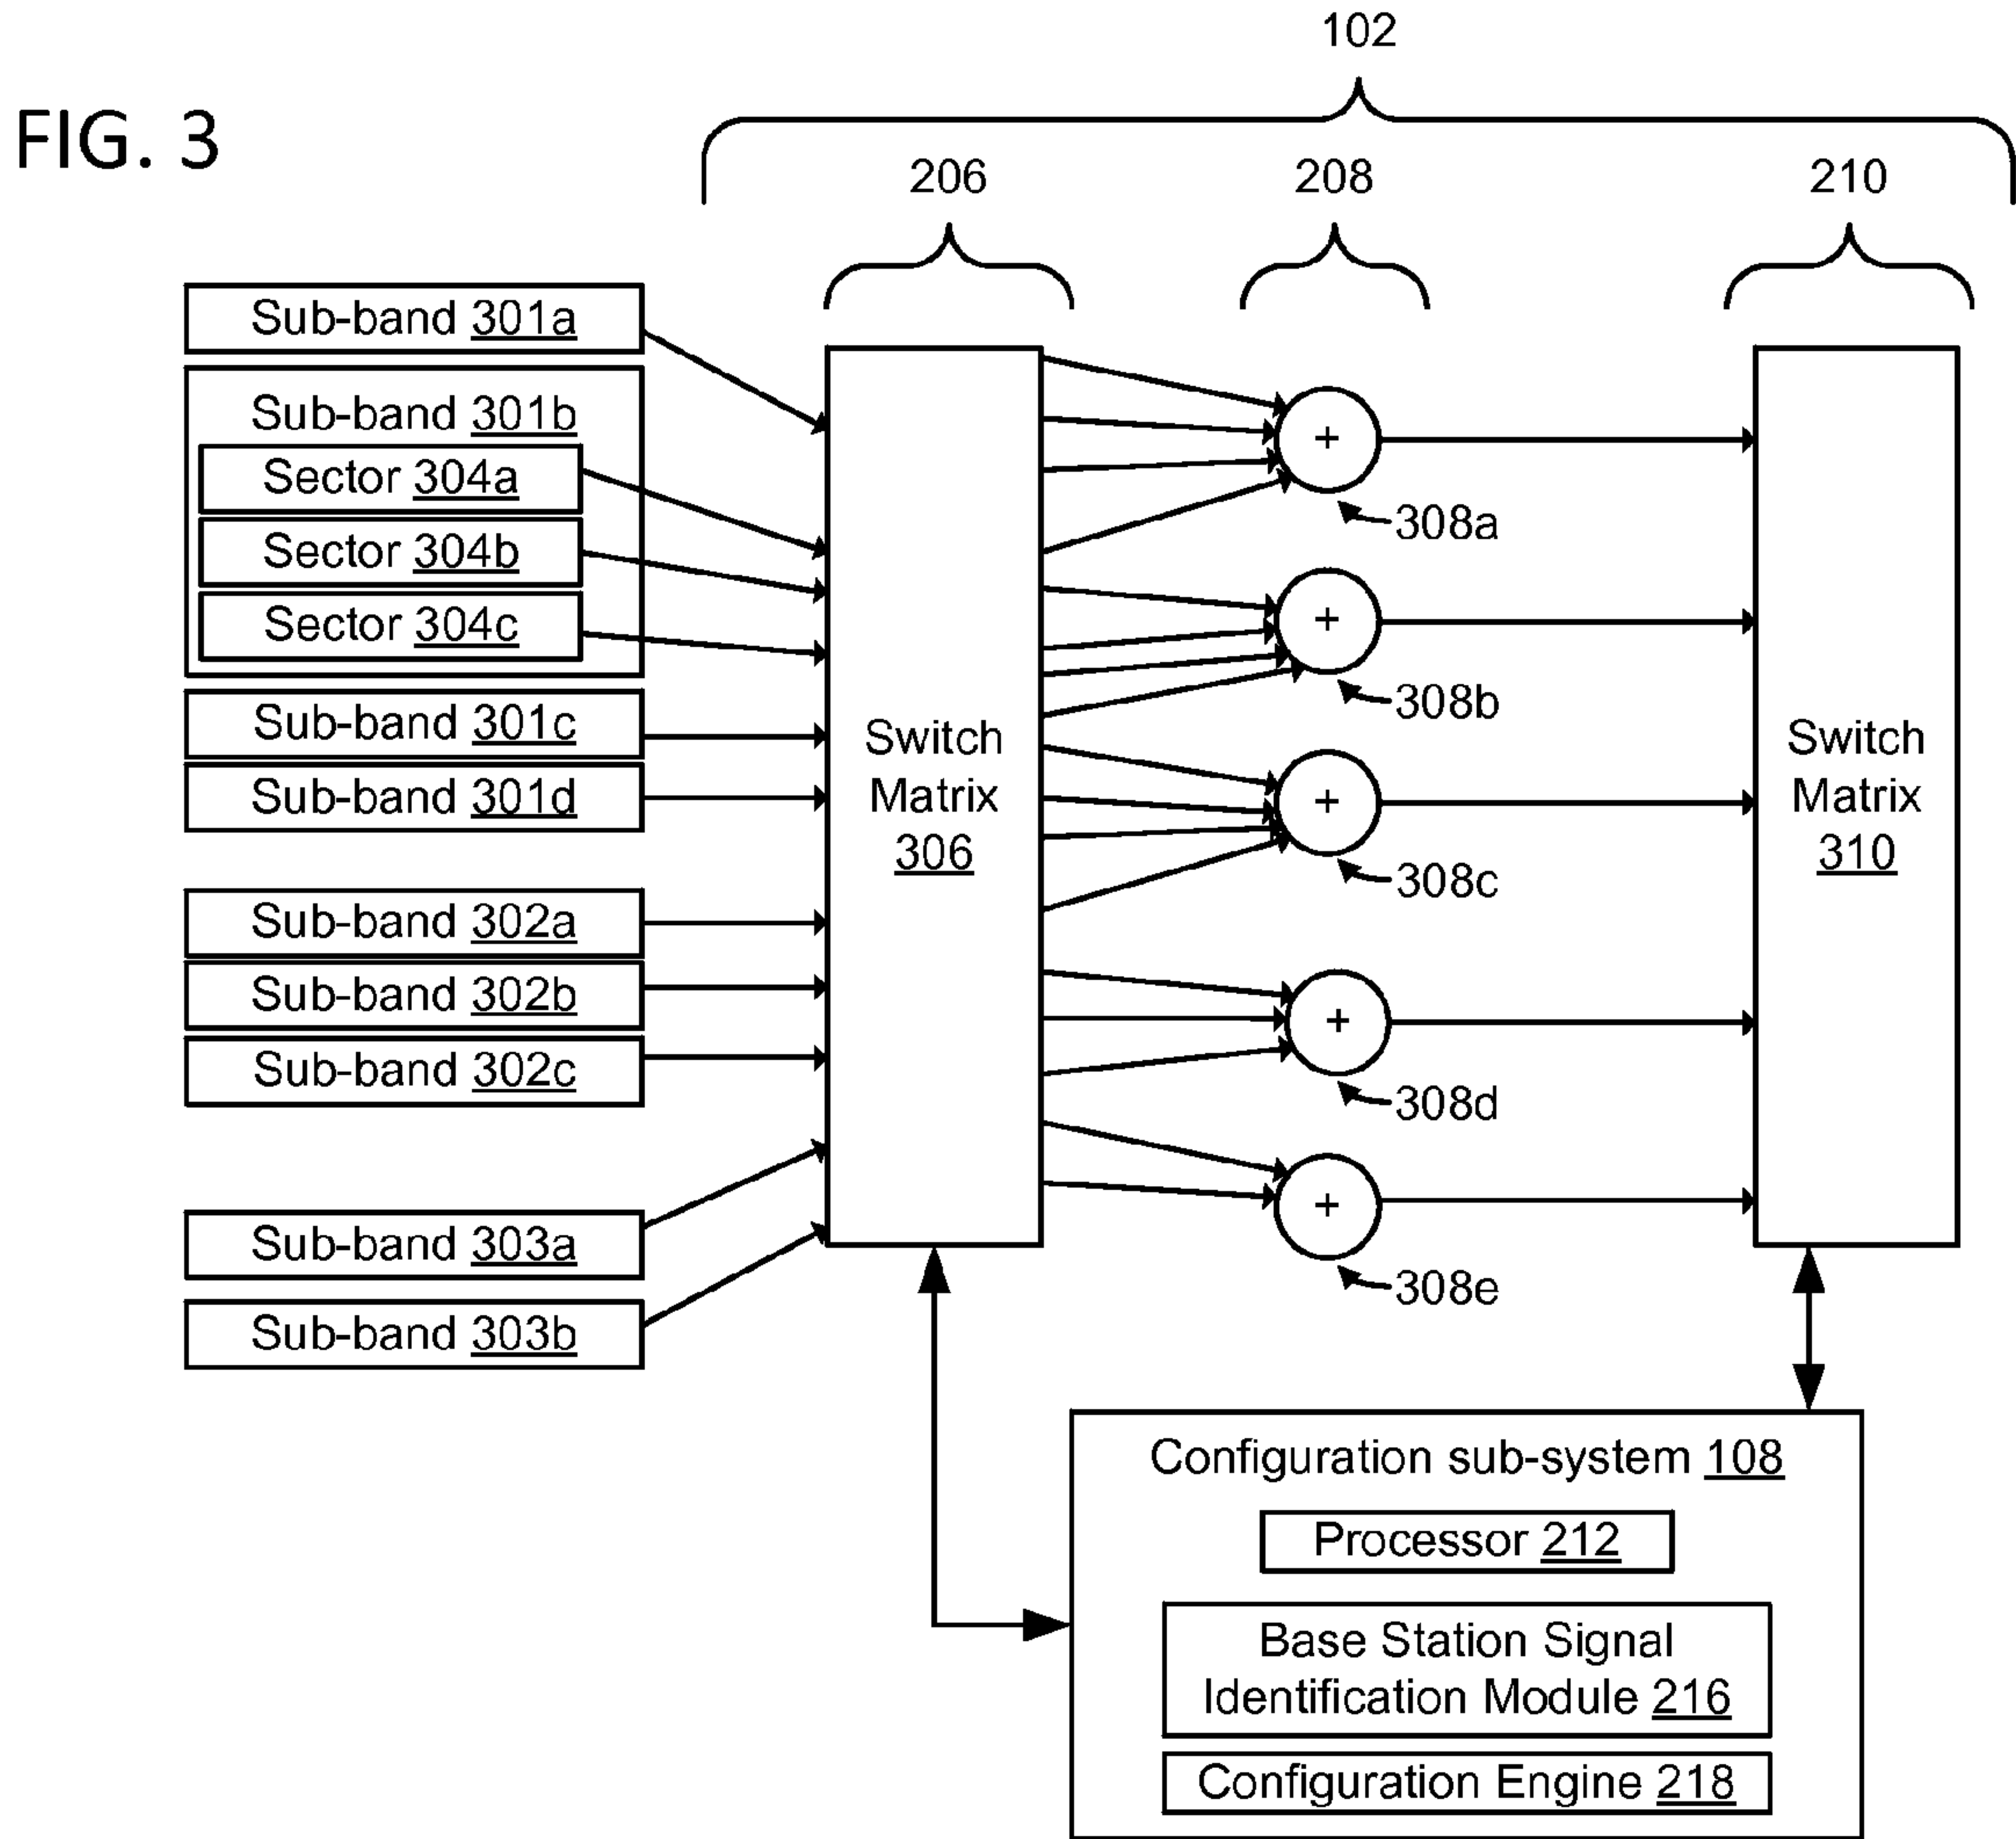 102
FIG. 3
206
208
210
Sub-band 301a
Sub-band 301b
Sector 304a
Sector 304b
Sector 304c
Sub-band 301c
Sub-band 301d
Sub-band 302a
Sub-band 302b
Sub-band 302c
Sub-band 303a
Sub-band 303b
Switch
Matrix
306
+
308a
+
308b
+
308c
+
308d
+
308e
Switch
Matrix
310
Configuration sub-system 108
Processor 212
Base Station Signal
Identification Module 216
Configuration Engine 218